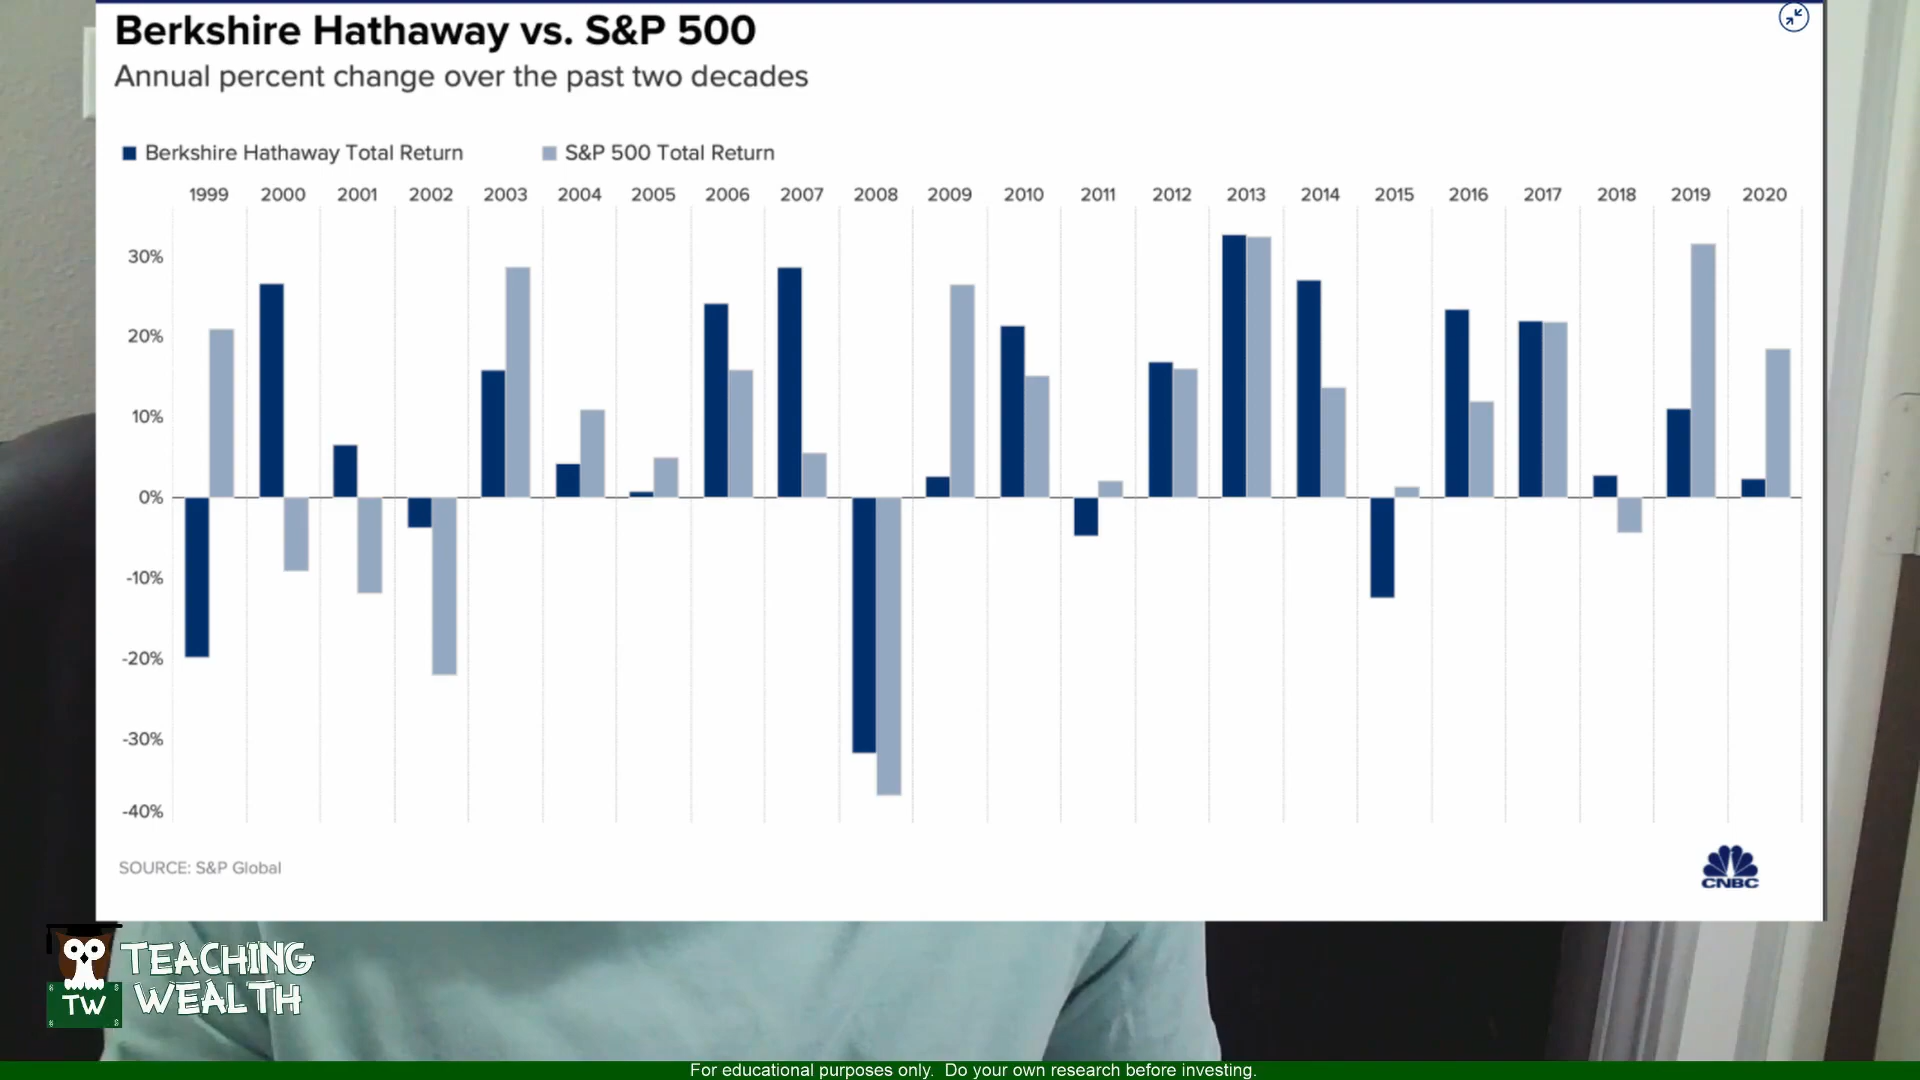 Berkshire Hathaway vs. S&P 500
Annual percent change over the past two decades
Berkshire Hathaway Total Return S&P 500 Total Return
1999 2000 2001 2002 2003 2004 2005 2006 2007 2008 2009 2010 2011 2012 2013 2014 2015 2016 2017 2018 2019 2020
30%
20%
10%
0%
-10%
-20%
-30%
-40%
SOURCE: S&P Global
CNBC
TEACHING
WEALTH
TW
For educational purposes only. Do your own research before investing.